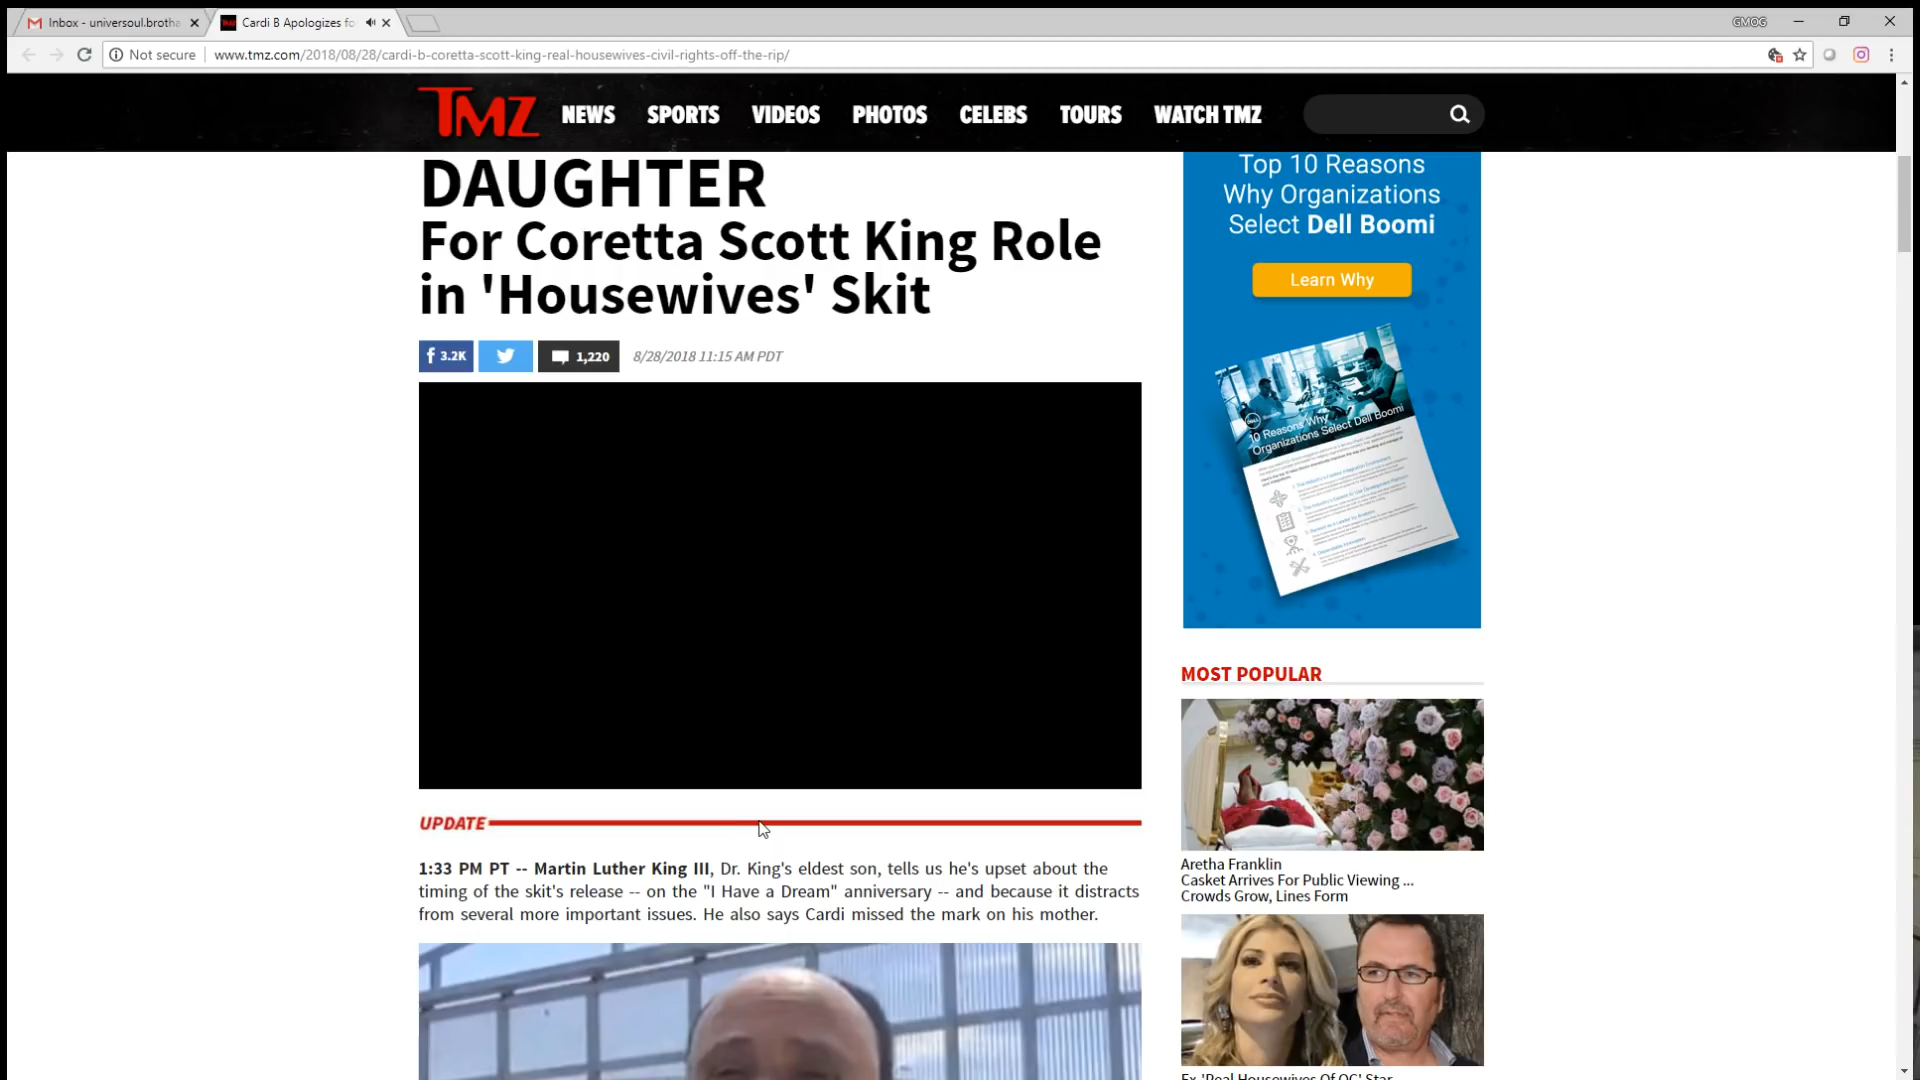 Inbox - universoul.brotha
Cardi B Apologizes fo
GMOG
Not secure
www.tmz.com/2018/08/28/cardi-b-coretta-scott-king-real-housewives-civil-rights-off-the-rip/
TMZ
NEWS
SPORTS
VIDEOS
PHOTOS
CELEBS
TOURS
WATCH TMZ
DAUGHTER
For Coretta Scott King Role
in 'Housewives' Skit
3.2K
1,220
8/28/2018 11:15 AM PDT
UPDATE
1:33 PM PT -- Martin Luther King III, Dr. King's eldest son, tells us he's upset about the
timing of the skit's release -- on the "I Have a Dream" anniversary -- and because it distracts
from several more important issues. He also says Cardi missed the mark on his mother.
Top 10 Reasons
Why Organizations
Select Dell Boomi
Learn Why
10 Reasons Why
Organizations Select Dell Boomi
MOST POPULAR
Aretha Franklin
Casket Arrives For Public Viewing ...
Crowds Grow, Lines Form
Ex 'Real Housewives Of OC' Star